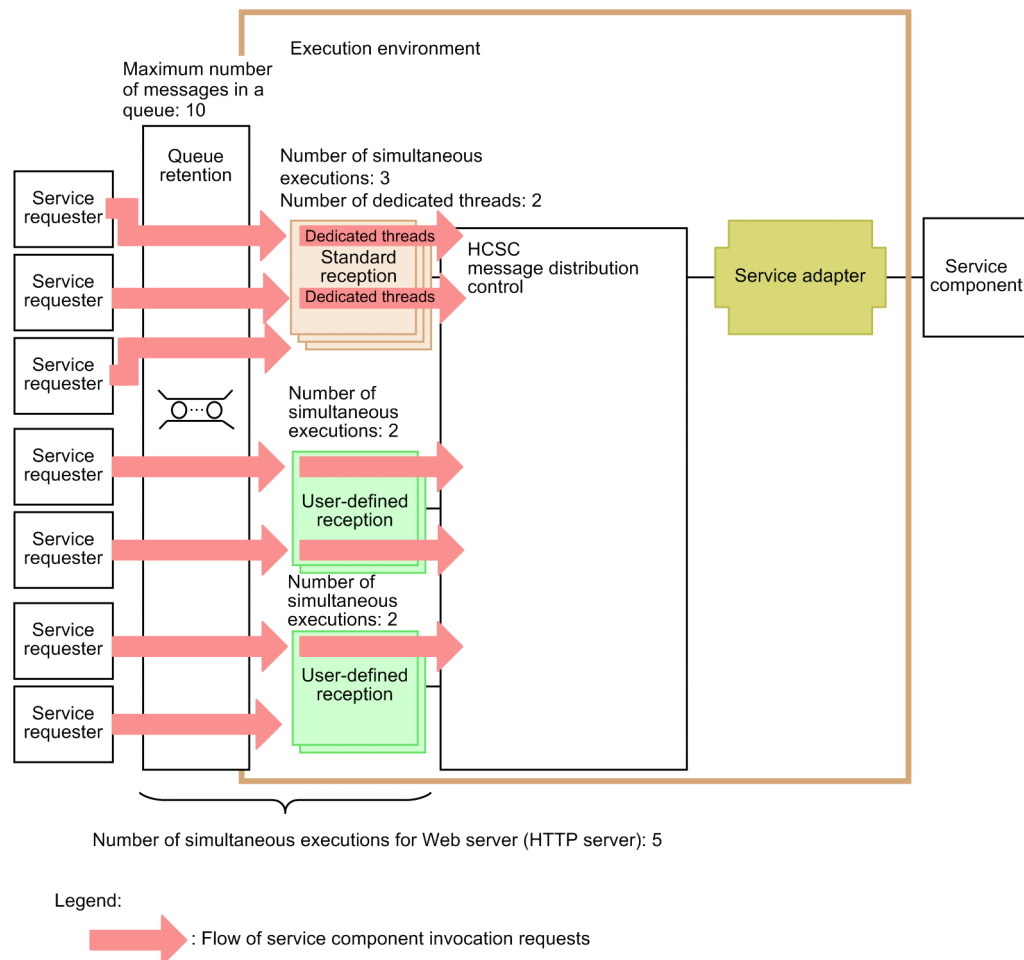 Execution environment
Maximum number
of messages in a
queue: 10
Queue
retention
Number of simultaneous
executions: 3
Number of dedicated threads: 2
Service
requester
Service
requester
Service
requester
Service
requester
Service
requester
Service
requester
Service
requester
Dedicated threads
Standard
reception
Dedicated threads
HCSC
message distribution
control
Service adapter
Service
component
Number of
simultaneous
executions: 2
User-defined
reception
Number of
simultaneous
executions: 2
User-defined
reception
Number of simultaneous executions for Web server (HTTP server): 5
Legend:
: Flow of service component invocation requests